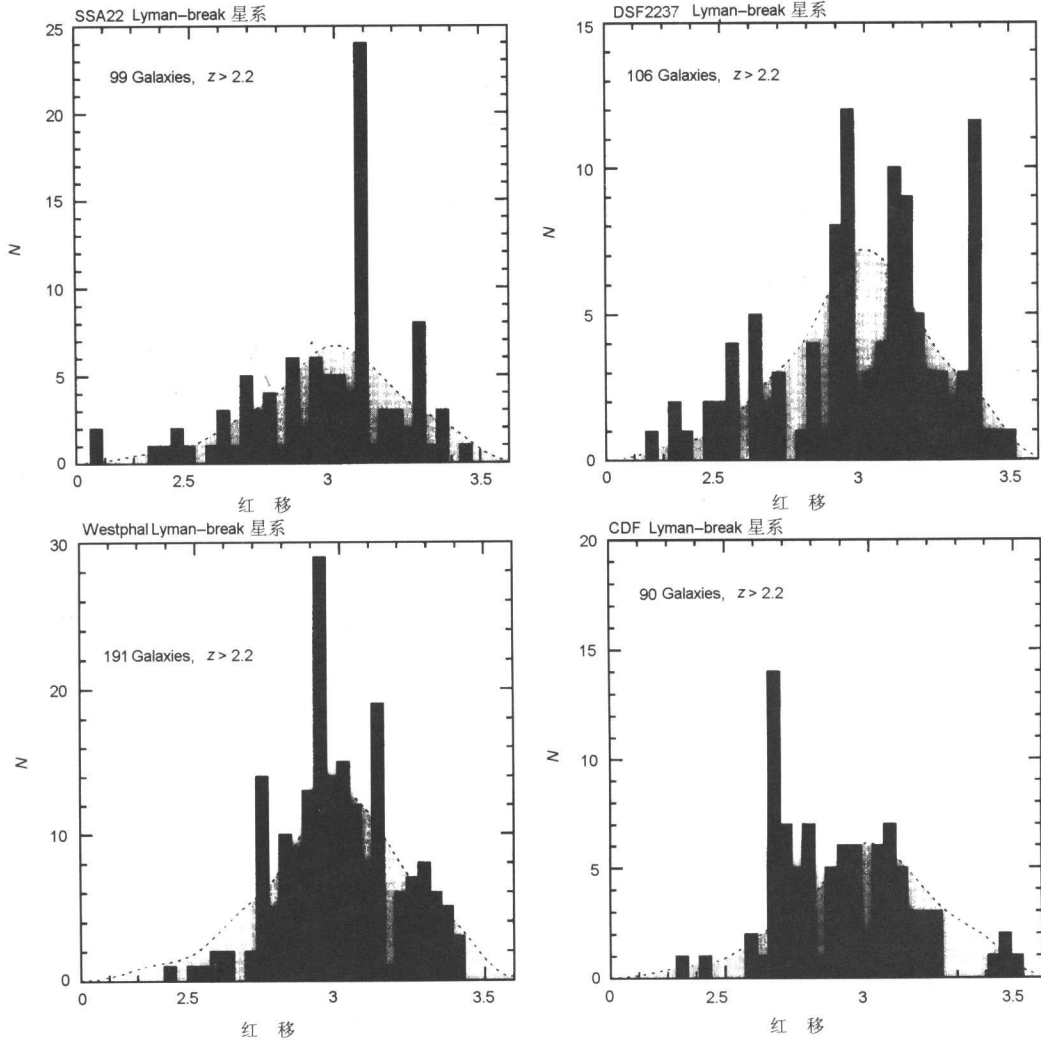 SSA22 Lyman-break 星系
99 Galaxies, z > 2.2
25
20
15
10
5
0
N
0
2.5
3
3.5
红 移
DSF2237 Lyman-break 星系
106 Galaxies, z > 2.2
15
10
5
0
N
0
2.5
3
3.5
红 移
Westphal Lyman-break 星系
191 Galaxies, z > 2.2
30
20
10
0
N
0
2.5
3
3.5
红 移
CDF Lyman-break 星系
90 Galaxies, z > 2.2
20
15
10
5
0
N
0
2.5
3
3.5
红 移